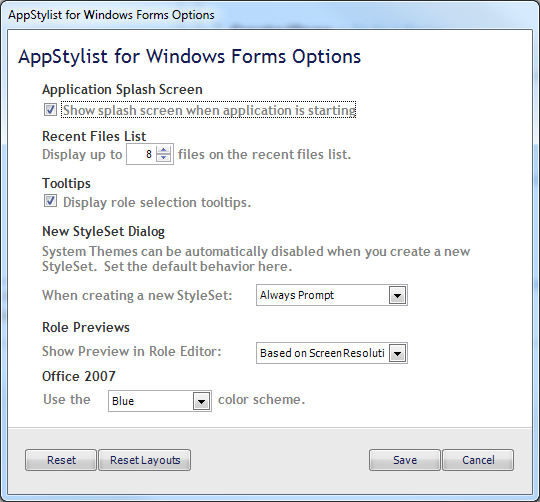 AppStylist for Windows Forms Options
AppStylist for Windows Forms Options
Application Splash Screen
Show splash screen when application is starting
Recent Files List
Display up to 8 files on the recent files list.
Tooltips
Display role selection tooltips.
New StyleSet Dialog
System Themes can be automatically disabled when you create a new
StyleSet. Set the default behavior here.
When creating a new StyleSet: Always Prompt
Role Previews
Show Preview in Role Editor: Based on ScreenResoluti
Office 2007
Use the Blue color scheme.
Reset Reset Layouts Save Cancel